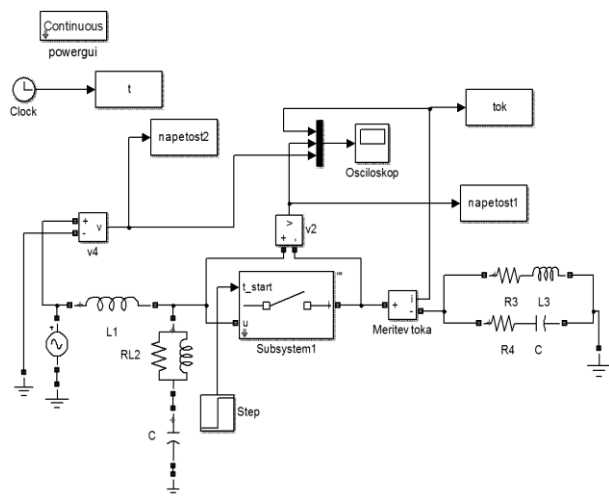 Continuous
powergui
Clock
t
napetost2
Osciloskop
tok
napetost1
+
-
v
v4
v
+ -
v2
t_start
u
i
Subsystem1
+
-
i
Meritev toka
R3
L3
R4
C
L1
RL2
C
Step